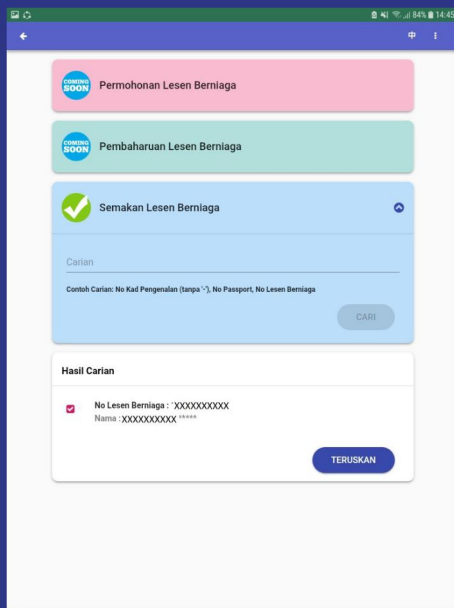 84% 14:45
中
COMING SOON Permohonan Lesen Berniaga
COMING SOON Pembaharuan Lesen Berniaga
Semakan Lesen Berniaga
Carian
Contoh Carian: No Kad Pengenalan (tanpa '-'), No Passport, No Lesen Berniaga
CARI
Hasil Carian
No Lesen Berniaga : 'XXXXXXXXXX
Nama : XXXXXXXXXX *****
TERUSKAN